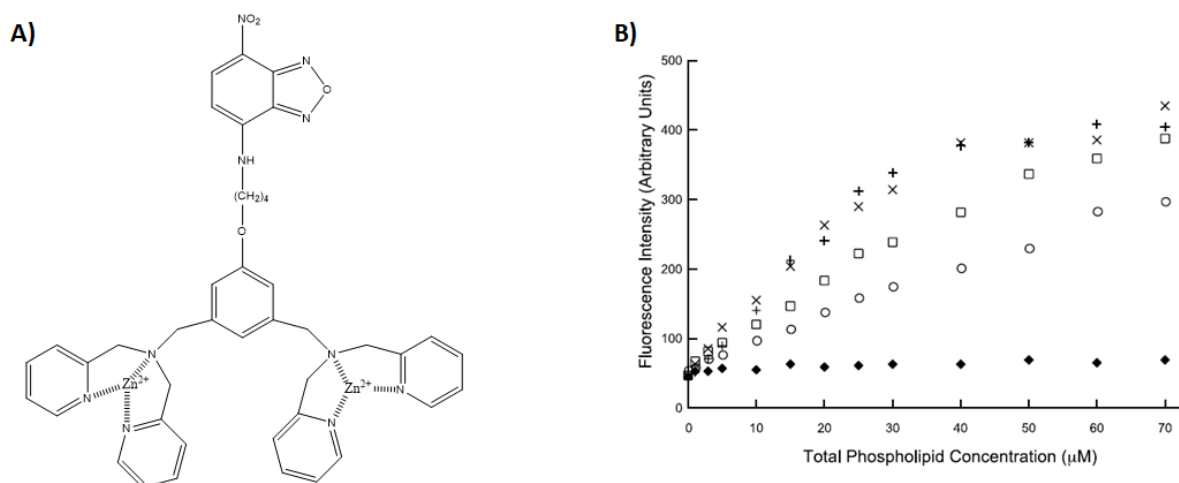 A)
NO₂
N
O
N
NH
(CH₂)₄
O
N
N
Zn²⁺
Zn²⁺
N
N
N
N
B)
Fluorescence Intensity (Arbitrary Units)
500
400
300
200
100
0
0 10 20 30 40 50 60 70
Total Phospholipid Concentration (μM)